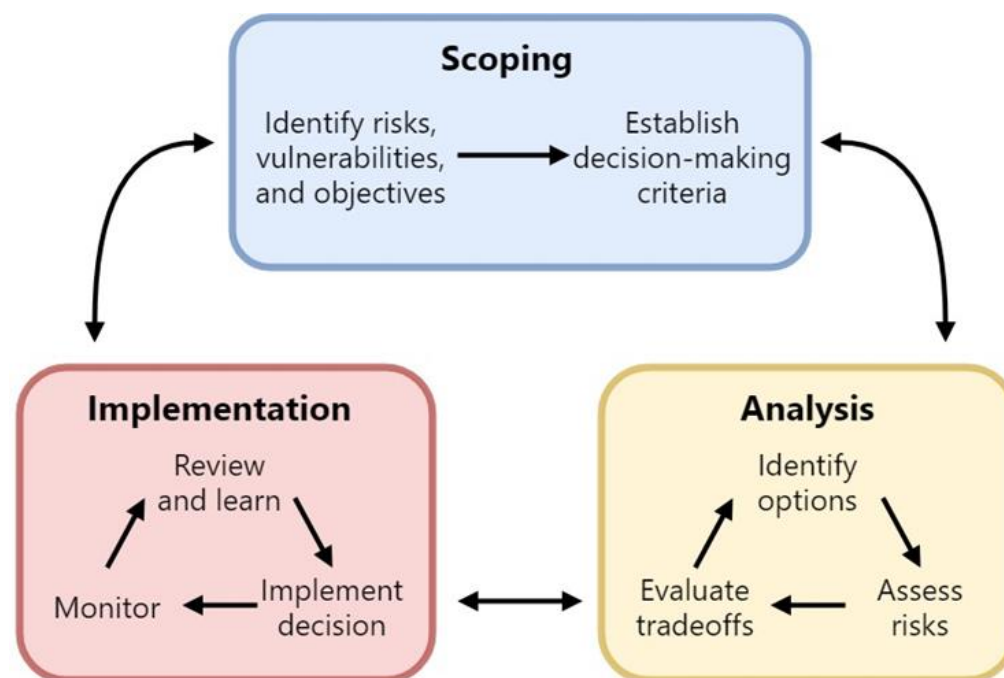 Scoping
Identify risks,
vulnerabilities,
and objectives
Establish
decision-making
criteria
Implementation
Review
and learn
Implement
decision
Monitor
Analysis
Identify
options
Assess
risks
Evaluate
tradeoffs